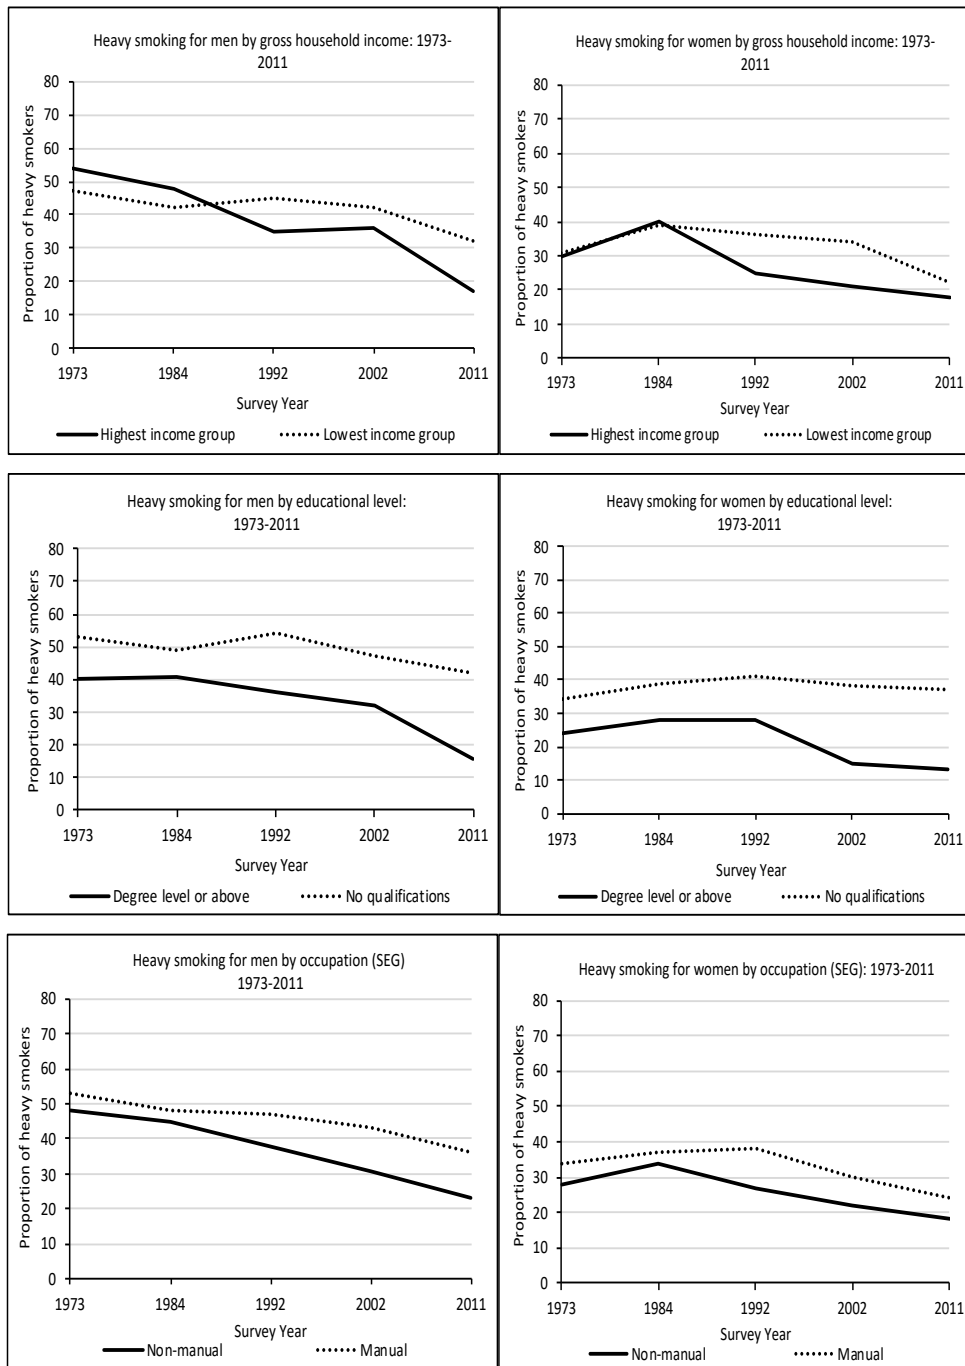 Heavy smoking for men by gross household income: 1973-
2011
Proportion of heavy smokers
80
70
60
50
40
30
20
10
0
1973 1984 1992 2002 2011
Survey Year
Highest income group Lowest income group
Heavy smoking for women by gross household income: 1973-
2011
Proportion of heavy smokers
80
70
60
50
40
30
20
10
0
1973 1984 1992 2002 2011
Survey Year
Highest income group Lowest income group
Heavy smoking for men by educational level:
1973-2011
Proportion of heavy smokers
80
70
60
50
40
30
20
10
0
1973 1984 1992 2002 2011
Survey Year
Degree level or above No qualifications
Heavy smoking for women by educational level:
1973-2011
Proportion of heavy smokers
80
70
60
50
40
30
20
10
0
1973 1984 1992 2002 2011
Survey Year
Degree level or above No qualifications
Heavy smoking for men by occupation (SEG)
1973-2011
Proportion of heavy smokers
80
70
60
50
40
30
20
10
0
1973 1984 1992 2002 2011
Survey Year
Non-manual Manual
Heavy smoking for women by occupation (SEG): 1973-2011
Proportion of heavy smokers
80
70
60
50
40
30
20
10
0
1973 1984 1992 2002 2011
Survey Year
Non-manual Manual